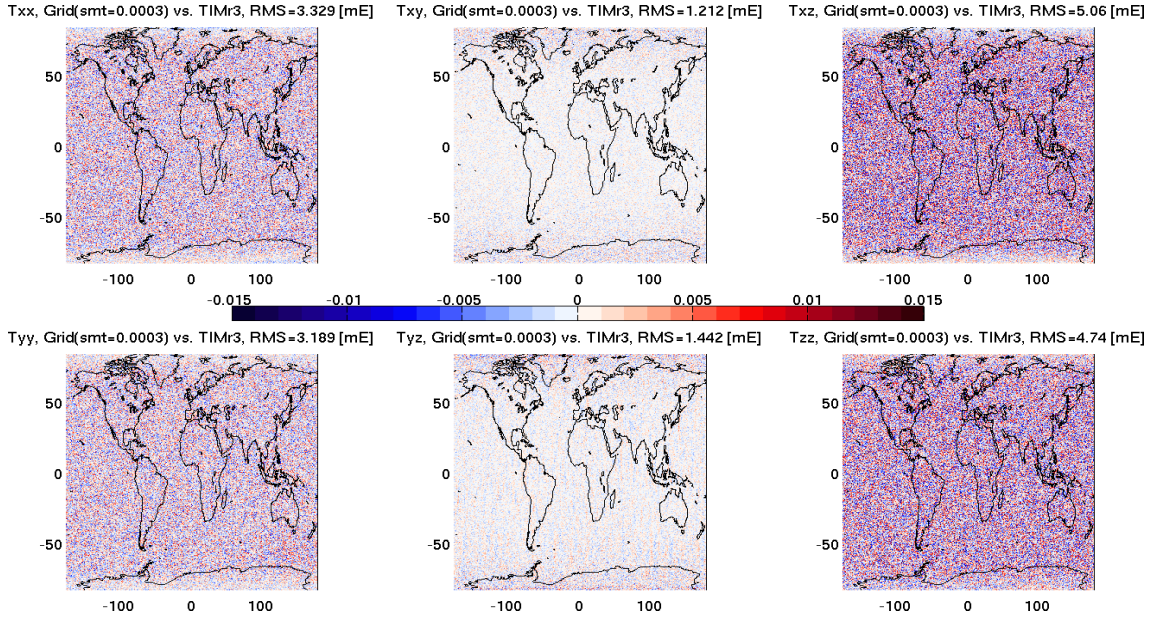 Txx, Grid(smt=0.0003) vs. TIMr3, RMS=3.329 [mE]
Txy, Grid(smt=0.0003) vs. TIMr3, RMS=1.212 [mE]
Txz, Grid(smt=0.0003) vs. TIMr3, RMS=5.06 [mE]
50 50 50
0 0 0
-50 -50 -50
-100 0 100 -100 0 100 -100 0 100
-0.015 -0.01 -0.005 0 0.005 0.01 0.015
Tyy, Grid(smt=0.0003) vs. TIMr3, RMS=3.189 [mE]
Tyz, Grid(smt=0.0003) vs. TIMr3, RMS=1.442 [mE]
Tzz, Grid(smt=0.0003) vs. TIMr3, RMS=4.74 [mE]
50 50 50
0 0 0
-50 -50 -50
-100 0 100 -100 0 100 -100 0 100